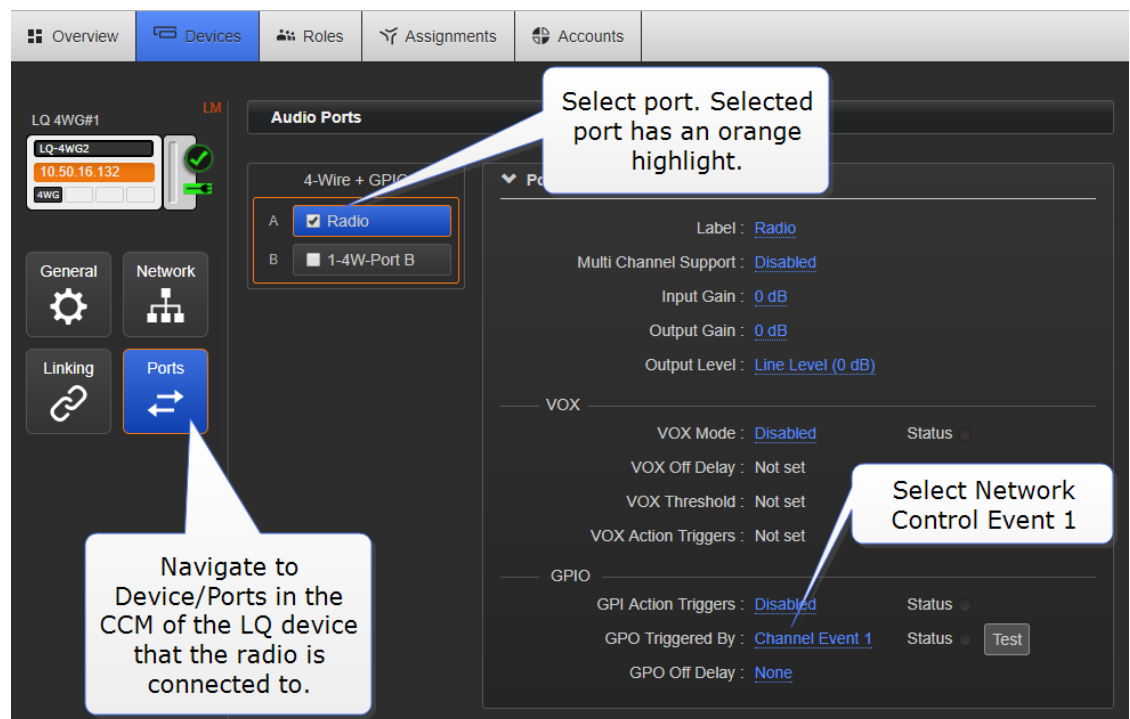 Overview
Devices
Roles
Assignments
Accounts
LQ 4WG#1
LM
LQ-4WG2
10.50.16.132
4WG
General
Network
Linking
Ports
Navigate to
Device/Ports in the
CCM of the LQ device
that the radio is
connected to.
Audio Ports
Select port. Selected
port has an orange
highlight.
4-Wire + GPIO
A Radio
B 1-4W-Port B
Label : Radio
Multi Channel Support : Disabled
Input Gain : 0 dB
Output Gain : 0 dB
Output Level : Line Level (0 dB)
VOX
VOX Mode : Disabled Status
VOX Off Delay : Not set
VOX Threshold : Not set
VOX Action Triggers : Not set
Select Network
Control Event 1
GPIO
GPI Action Triggers : Disabled Status
GPO Triggered By : Channel Event 1 Status Test
GPO Off Delay : None